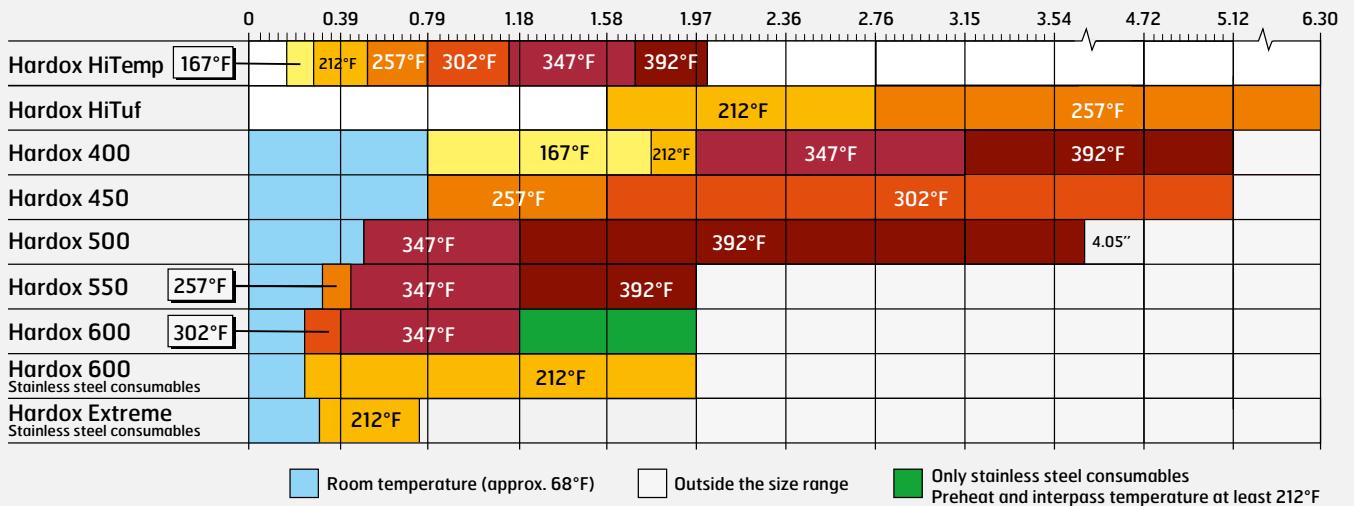 0 0.39 0.79 1.18 1.58 1.97 2.36 2.76 3.15 3.54 4.72 5.12 6.30
Hardox HiTemp 167°F 212°F 257°F 302°F 347°F 392°F
Hardox HiTuf 212°F 257°F
Hardox 400 167°F 212°F 347°F 392°F
Hardox 450 257°F 302°F
Hardox 500 347°F 392°F 4.05″
Hardox 550 257°F 347°F 392°F
Hardox 600 302°F 347°F
Hardox 600 212°F
Stainless steel consumables
Hardox Extreme 212°F
Stainless steel consumables
Room temperature (approx. 68°F) Outside the size range Only stainless steel consumables
Preheat and interpass temperature at least 212°F